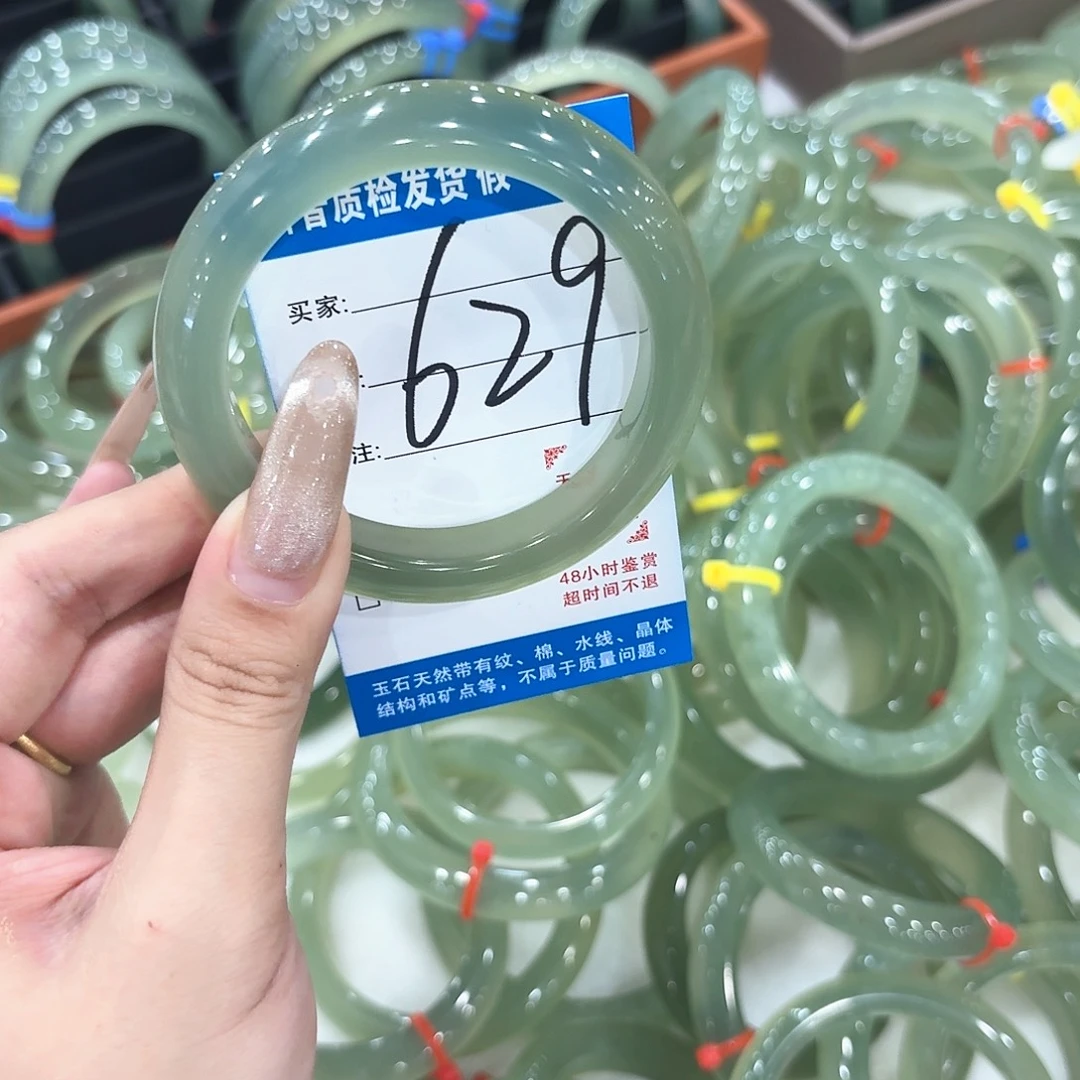 质检发货 假
买家:
629
注:
48小时鉴赏
超时间不退
玉石天然带有纹、棉、水线、晶体
结构和矿点等，不属于质量问题。